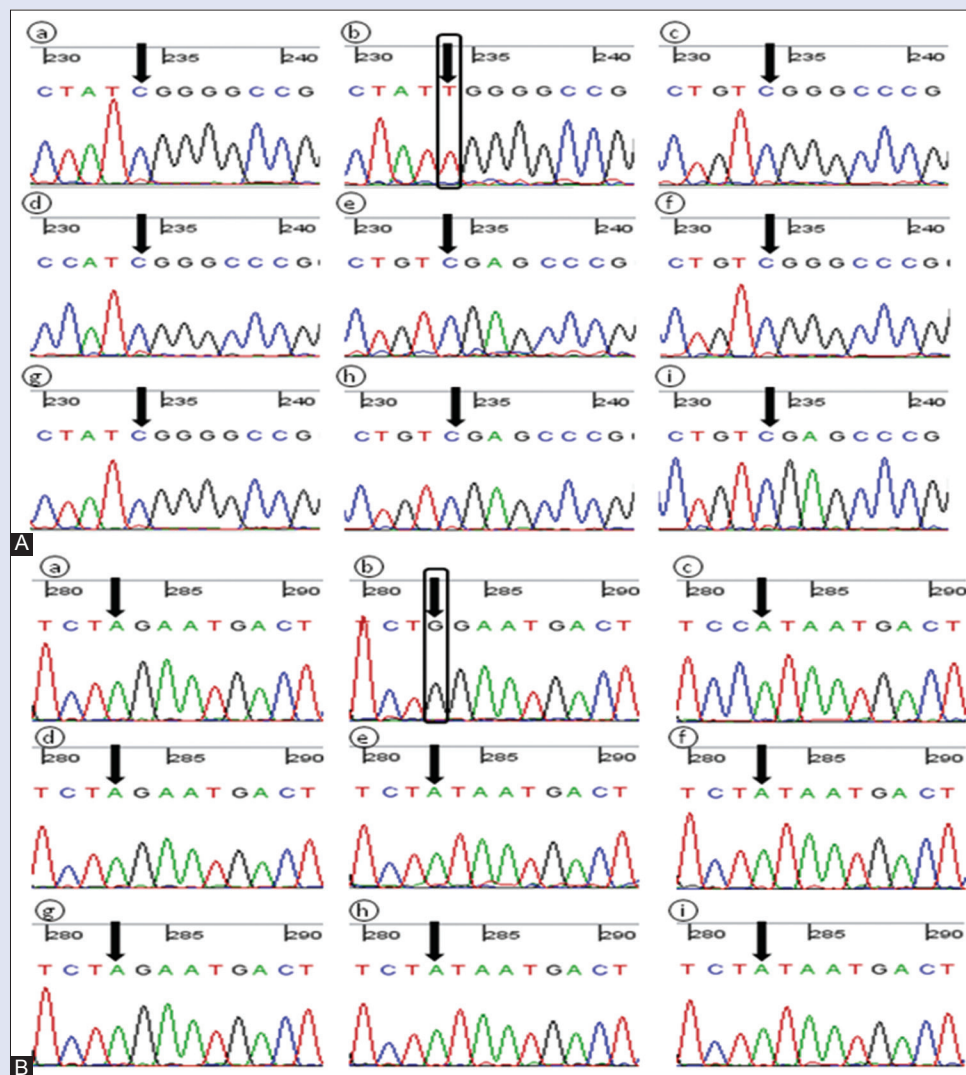 a b c
230 235 240 230 235 240 230 235 240
CTATCGGGGCCG CTATTGGGGCCG CTGTCGGGCCCG
d e f
230 235 240 230 235 240 230 235 240
CCATCGGGCCCG CTGTCGAGCCCG CTGTCGGGCCCG
g h i
230 235 240 230 235 240 230 235 240
CTATCGGGGCCG CTGTCGAGCCCG CTGTCGAGCCCG
A
a b c
280 285 290 280 285 290 280 285 290
TCTAGAATGACT TCTGGAATGACT TCCATAATGACT
d e f
280 285 290 280 285 290 280 285 290
TCTAGAATGACT TCTATAATGACT TCTATAATGACT
g h i
280 285 290 280 285 290 280 285 290
TCTAGAATGACT TCTATAATGACT TCTATAATGACT
B